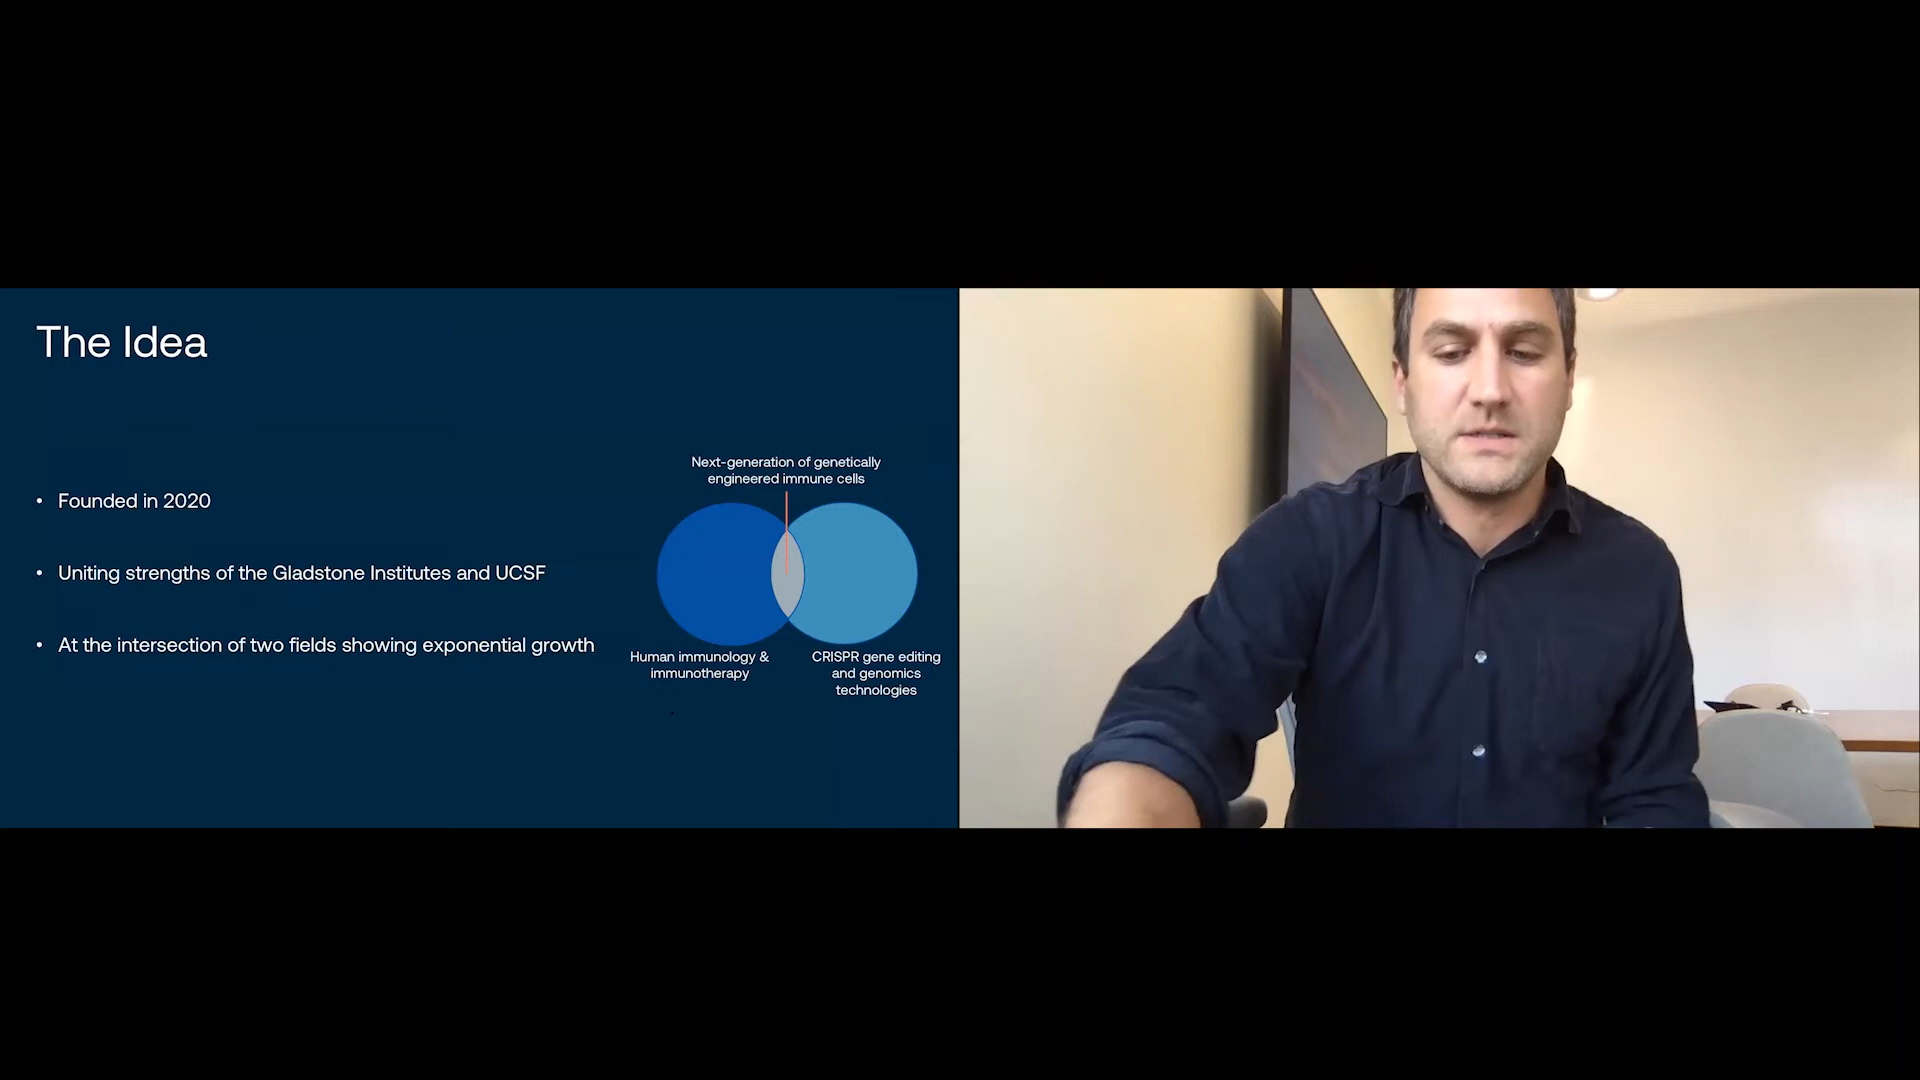 The Idea
• Founded in 2020
• Uniting strengths of the Gladstone Institutes and UCSF
• At the intersection of two fields showing exponential growth
Next-generation of genetically
engineered immune cells
Human immunology &
immunotherapy
CRISPR gene editing
and genomics
technologies